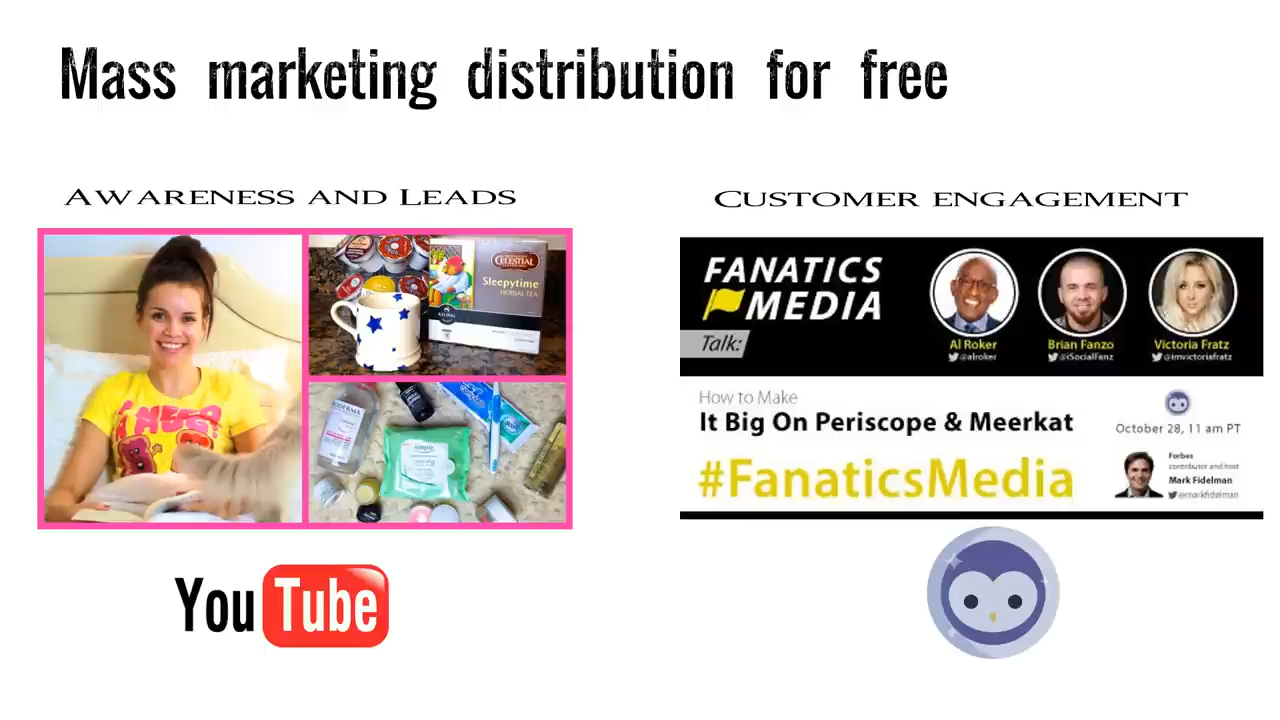 Mass marketing distribution for free
AWARENESS AND LEADS
CUSTOMER ENGAGEMENT
CELESTIAL
Sleepytime
HERBAL TEA
KEURIG
simple
FANATICS
MEDIA
Talk:
Al Roker
@alroker
Brian Fanzo
@iSocialFanz
Victoria Fratz
@imvictoriafratz
How to Make
It Big On Periscope & Meerkat
#FanaticsMedia
October 28, 11 am PT
Forbes
contributor and host
Mark Fidelman
@markfidelman
YouTube